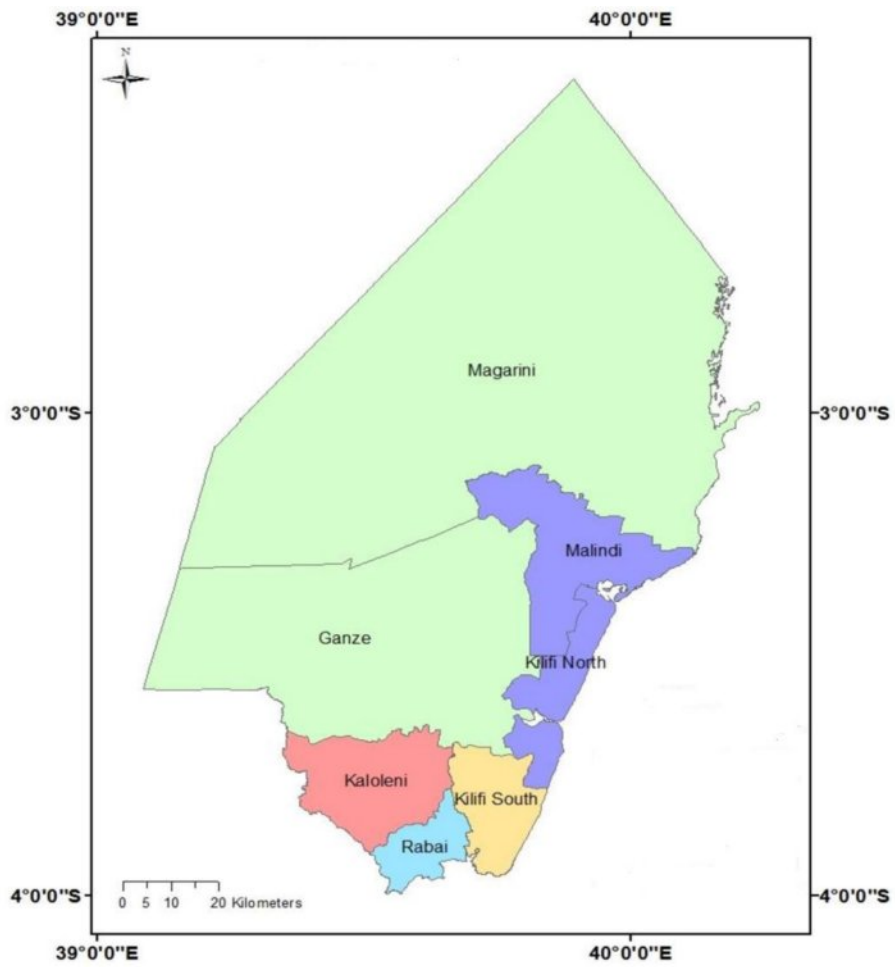 39°0'0"E 40°0'0"E
N
Magarini
3°0'0"S 3°0'0"S
Malindi
Ganze
Kilifi North
Kaloleni
Kilifi South
Rabai
4°0'0"S 4°0'0"S
0 5 10 20 Kilometers
39°0'0"E 40°0'0"E